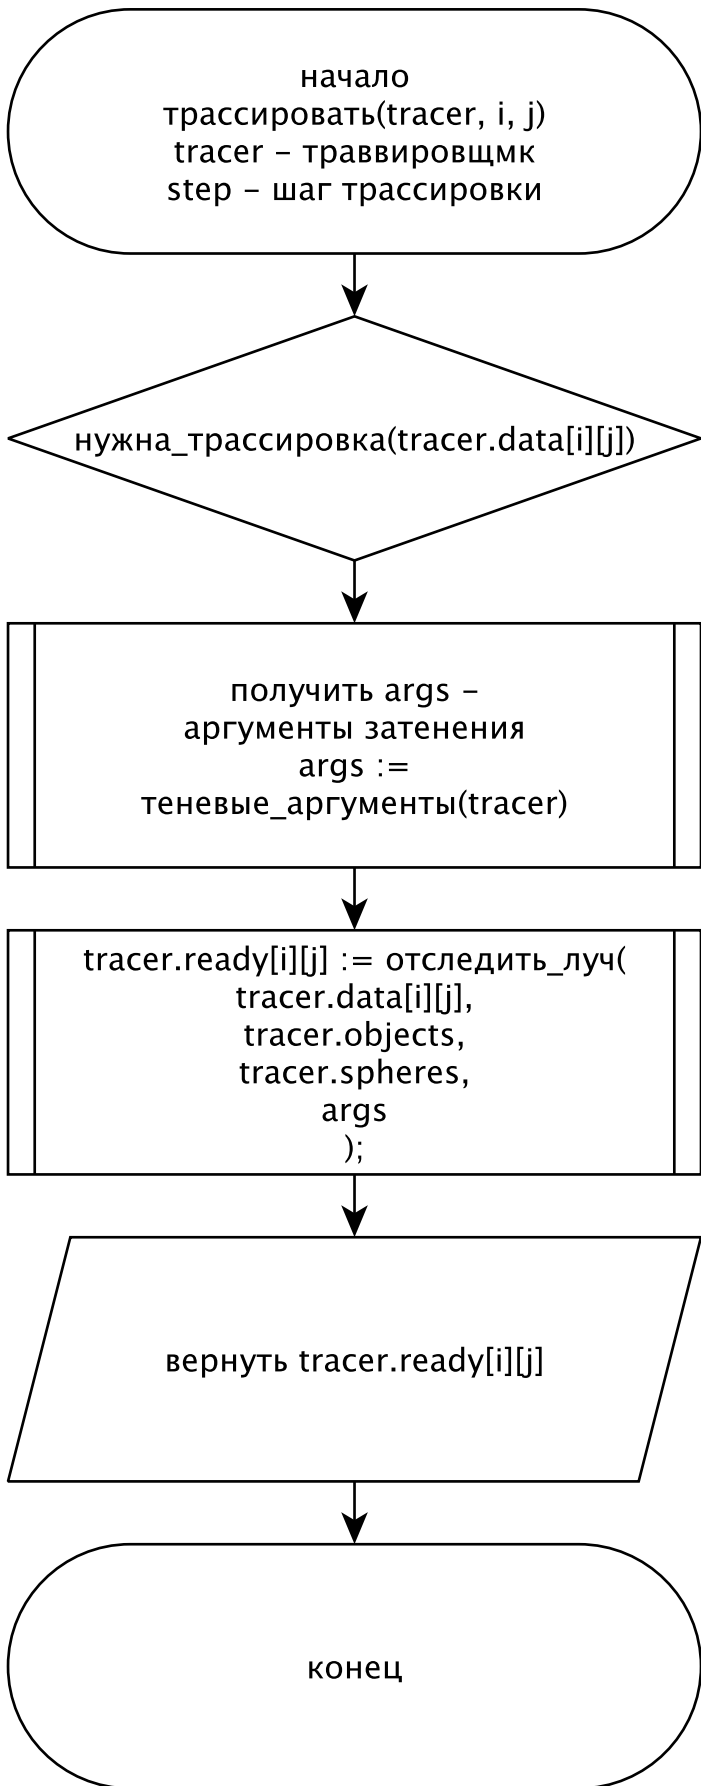 начало
трассировать(tracer, i, j)
tracer – траввировщмк
step – шаг трассировки
нужна_трассировка(tracer.data[i][j])
получить args –
аргументы затенения
args :=
теневые_аргументы(tracer)
tracer.ready[i][j] := отследить_луч(
tracer.data[i][j],
tracer.objects,
tracer.spheres,
args
);
вернуть tracer.ready[i][j]
конец